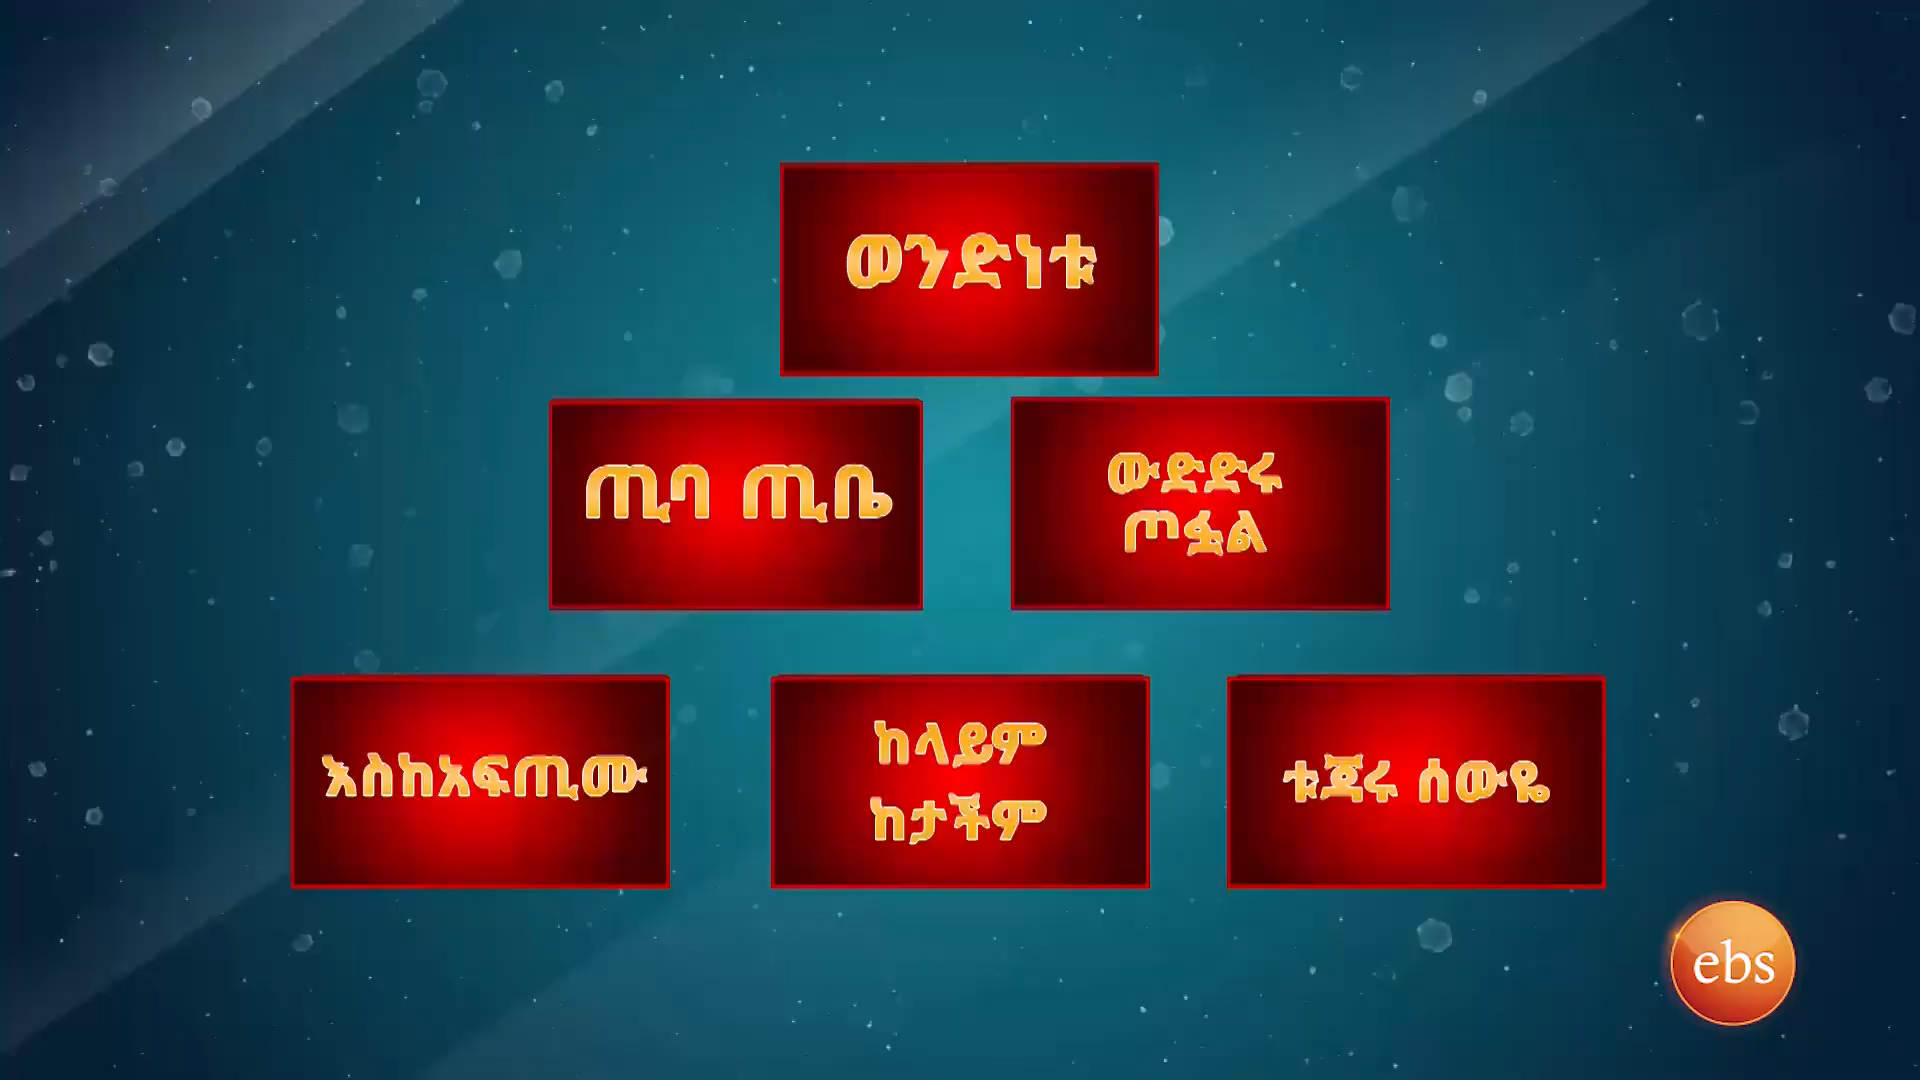 ወንድነቱ
ጢባ ጢቤ
ውድድሩ
ጦፏል
እስከአፍጢሙ
ከላይም
ከታችም
ቱጃሩ ሰውዬ
ebs